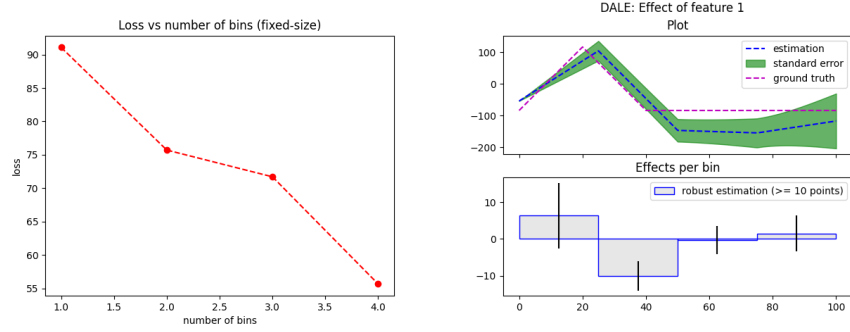 Loss vs number of bins (fixed-size)
90
85
80
75
70
65
60
55
loss
1.0 1.5 2.0 2.5 3.0 3.5 4.0
number of bins
DALE: Effect of feature 1
Plot
100
0
−100
−200
estimation
standard error
ground truth
Effects per bin
10
0
−10
robust estimation (>= 10 points)
0 20 40 60 80 100